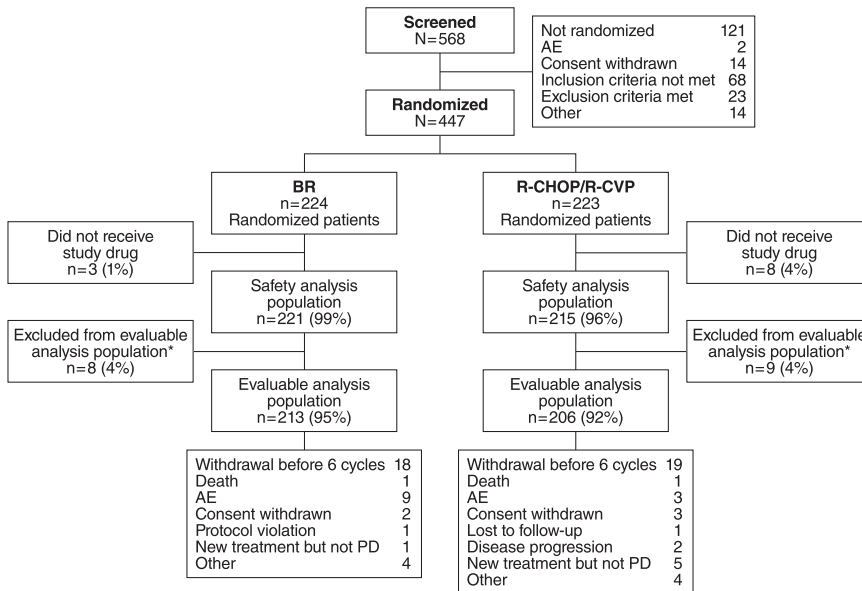 Screened
N=568
Not randomized 121
AE 2
Consent withdrawn 14
Inclusion criteria not met 68
Exclusion criteria met 23
Other 14
Randomized
N=447
BR
n=224
Randomized patients
R-CHOP/R-CVP
n=223
Randomized patients
Did not receive
study drug
n=3 (1%)
Did not receive
study drug
n=8 (4%)
Safety analysis
population
n=221 (99%)
Safety analysis
population
n=215 (96%)
Excluded from evaluable
analysis population*
n=8 (4%)
Excluded from evaluable
analysis population*
n=9 (4%)
Evaluable analysis
population
n=213 (95%)
Evaluable analysis
population
n=206 (92%)
Withdrawal before 6 cycles 18
Death 1
AE 9
Consent withdrawn 2
Protocol violation 1
New treatment but not PD 1
Other 4
Withdrawal before 6 cycles 19
Death 1
AE 3
Consent withdrawn 3
Lost to follow-up 1
Disease progression 2
New treatment but not PD 5
Other 4